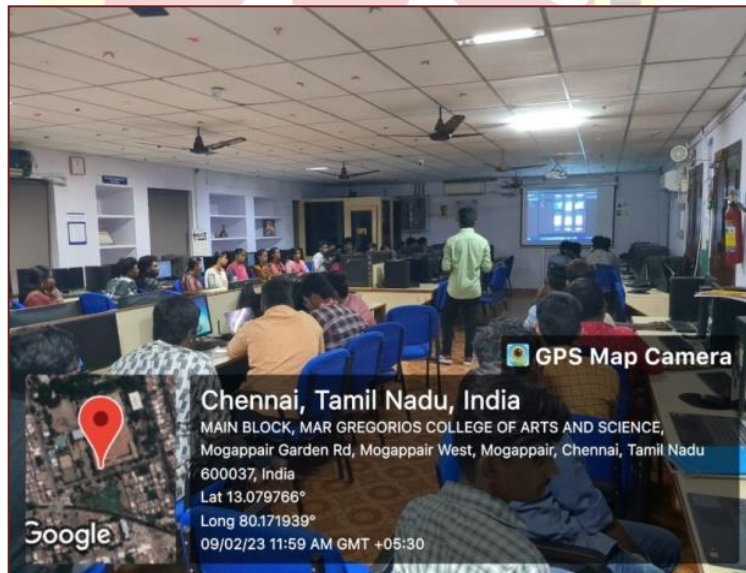 GPS Map Camera
Chennai, Tamil Nadu, India
MAIN BLOCK, MAR GREGORIOS COLLEGE OF ARTS AND SCIENCE,
Mogappair Garden Rd, Mogappair West, Mogappair, Chennai, Tamil Nadu
600037, India
Lat 13.079766°
Long 80.171939°
09/02/23 11:59 AM GMT +05:30
Google